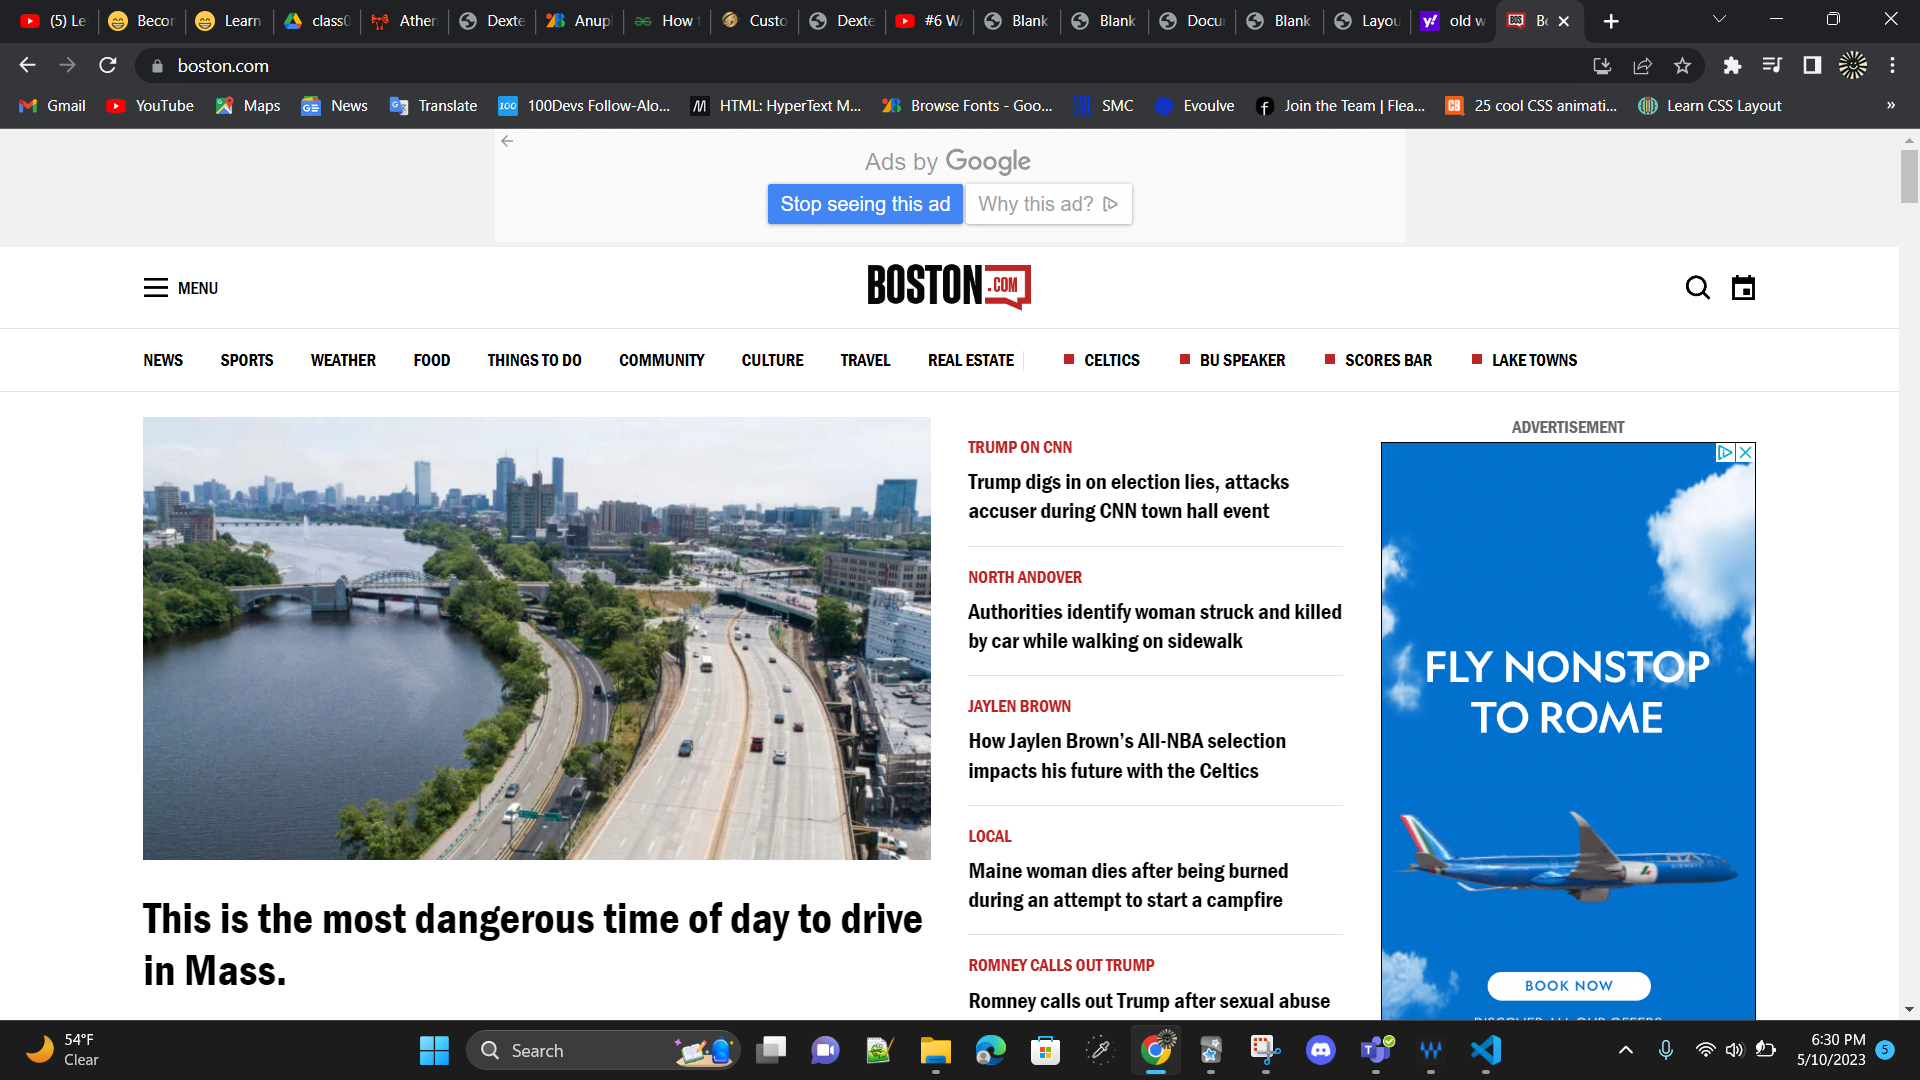 (5) Le
Becor
Learn
class0
Ather
Dexte
Anup
How t
Custo
Dexte
#6 W
Blank
Blank
Docu
Blank
Layou
old w
Bo
boston.com
Gmail
YouTube
Maps
News
Translate
100Devs Follow-Alo...
HTML: HyperText M...
Browse Fonts - Goo...
SMC
Evoulve
Join the Team | Flea...
25 cool CSS animati...
Learn CSS Layout
»
Ads by Google
Stop seeing this ad
Why this ad?
MENU
BOSTON.COM
NEWS
SPORTS
WEATHER
FOOD
THINGS TO DO
COMMUNITY
CULTURE
TRAVEL
REAL ESTATE
CELTICS
BU SPEAKER
SCORES BAR
LAKE TOWNS
This is the most dangerous time of day to drive
in Mass.
TRUMP ON CNN
Trump digs in on election lies, attacks
accuser during CNN town hall event
NORTH ANDOVER
Authorities identify woman struck and killed
by car while walking on sidewalk
JAYLEN BROWN
How Jaylen Brown’s All-NBA selection
impacts his future with the Celtics
LOCAL
Maine woman dies after being burned
during an attempt to start a campfire
ROMNEY CALLS OUT TRUMP
Romney calls out Trump after sexual abuse
ADVERTISEMENT
FLY NONSTOP
TO ROME
BOOK NOW
DISCOVER ALL OUR OFFERS
54°F
Clear
Search
6:30 PM
5/10/2023
5